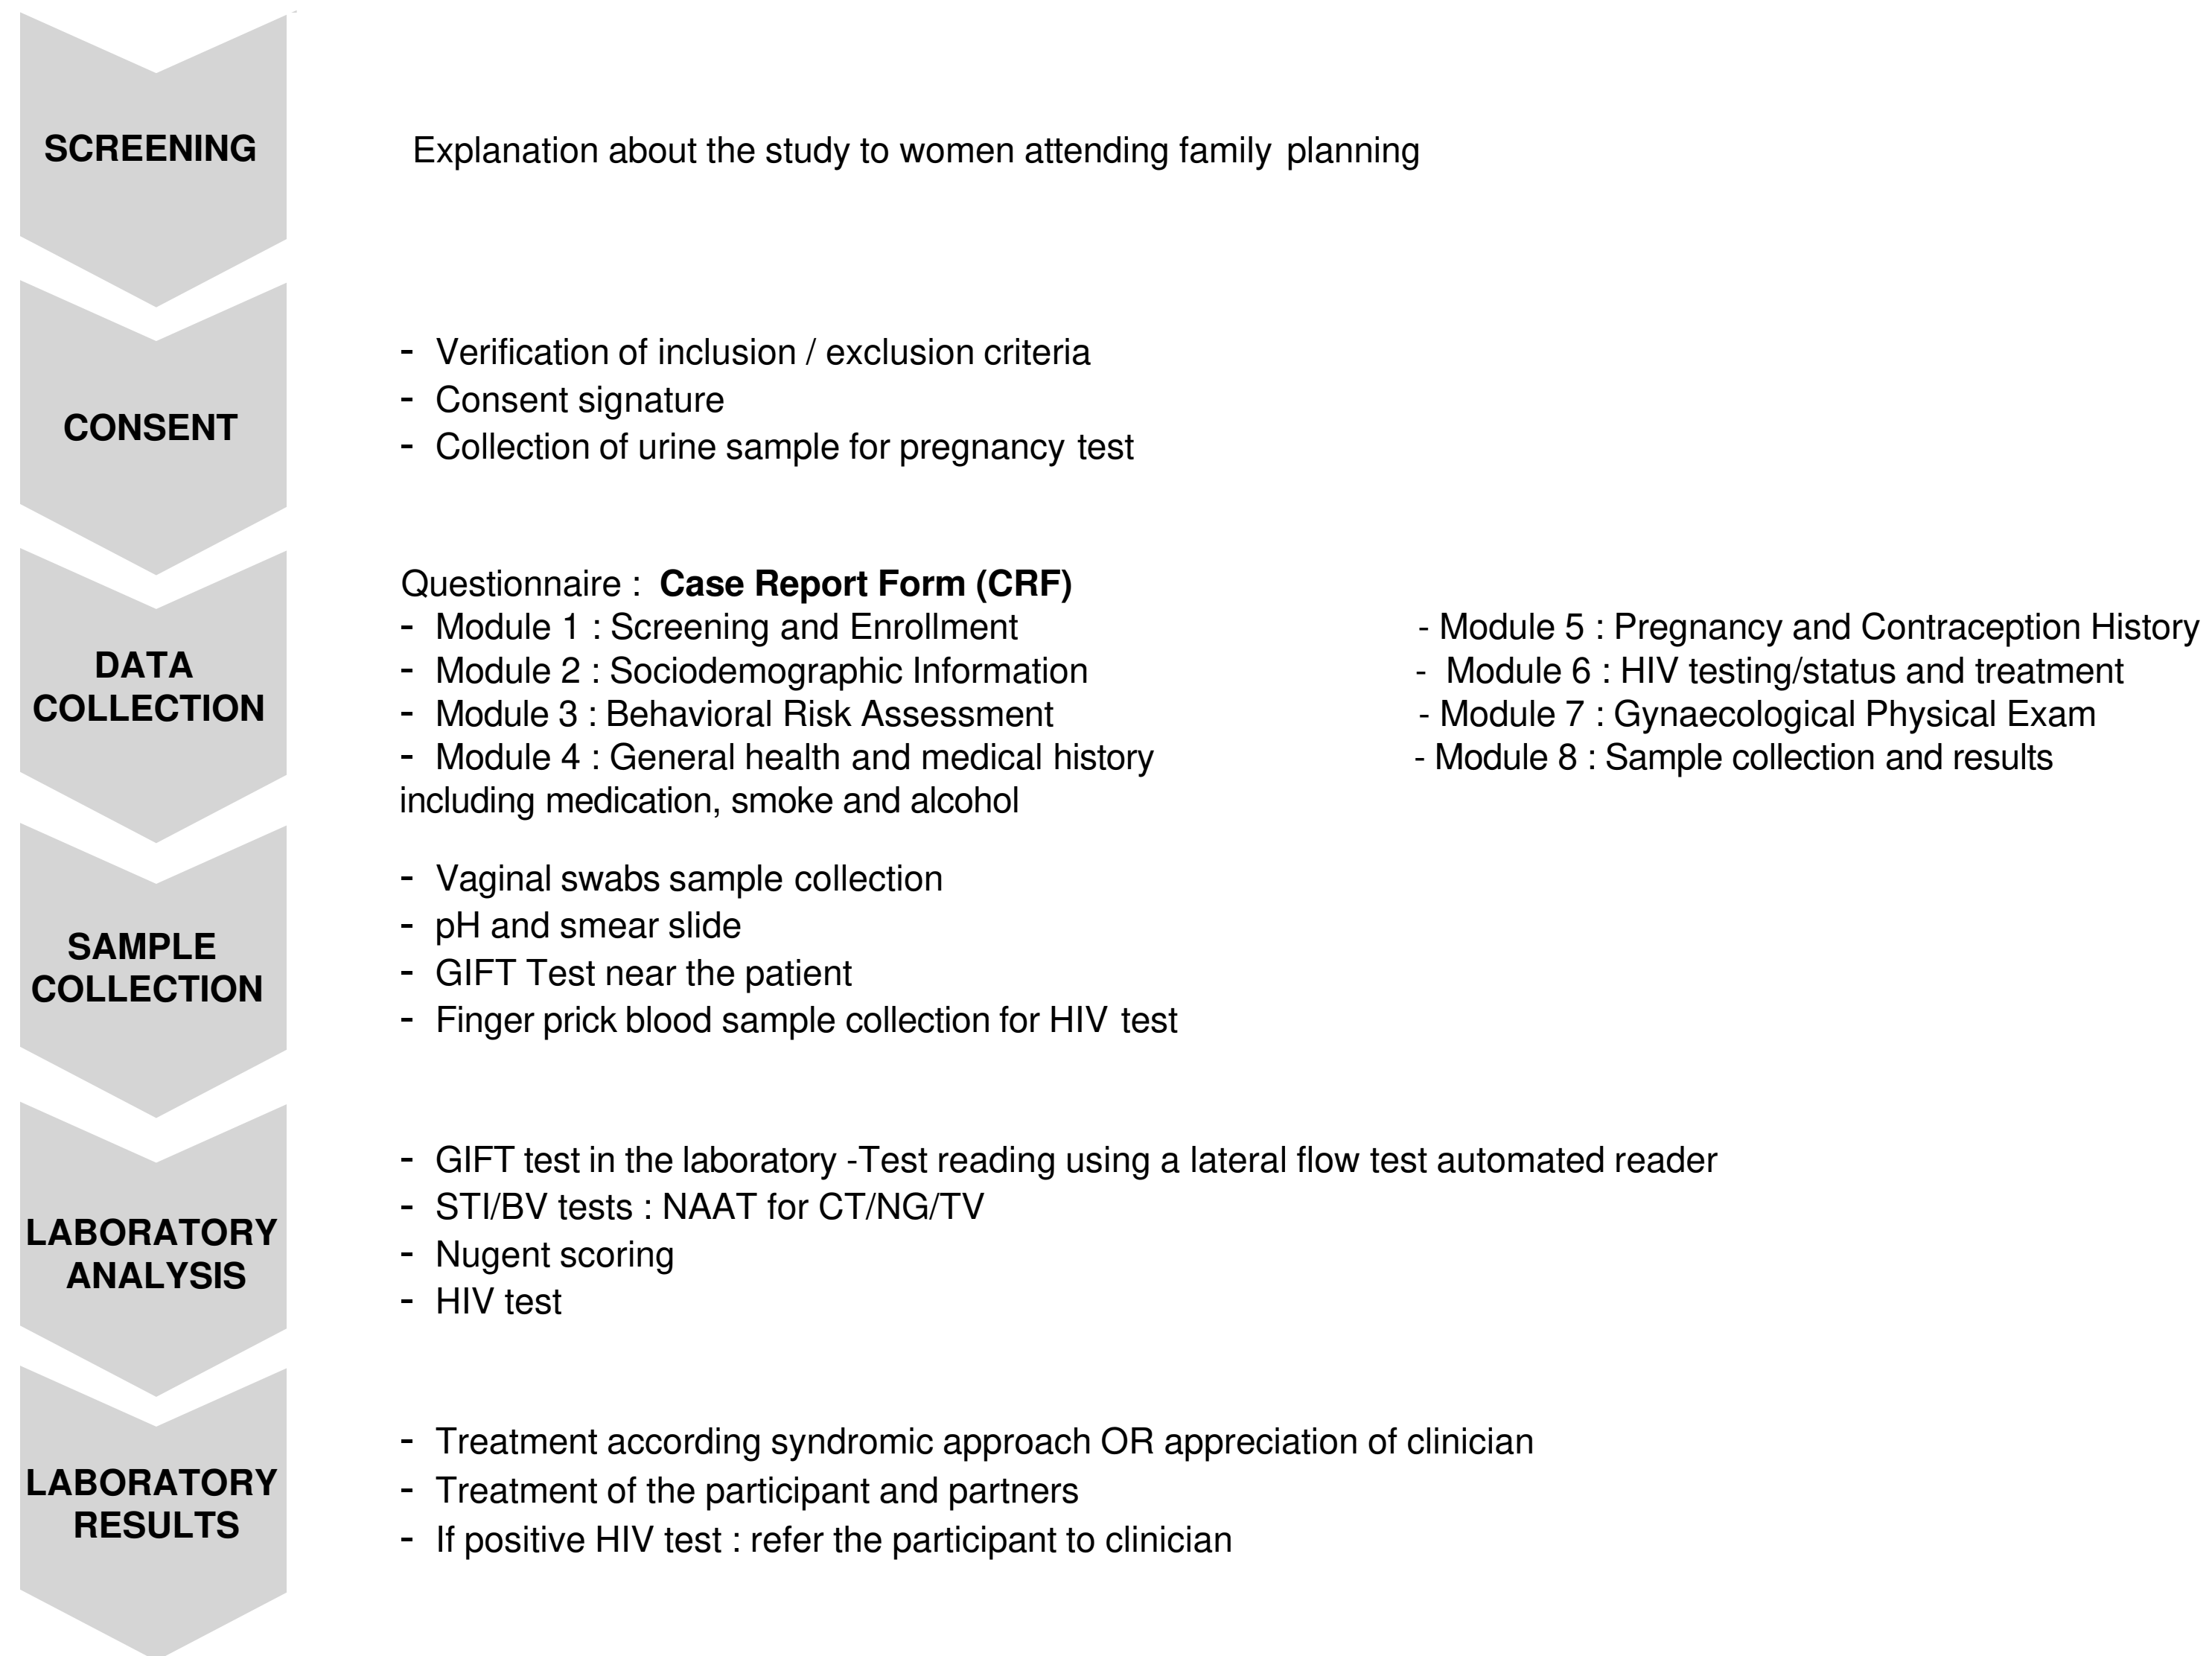 SCREENING
Explanation about the study to women attending family planning
CONSENT
- Verification of inclusion / exclusion criteria
- Consent signature
- Collection of urine sample for pregnancy test
DATA
COLLECTION
Questionnaire : Case Report Form (CRF)
- Module 1 : Screening and Enrollment
- Module 2 : Sociodemographic Information
- Module 3 : Behavioral Risk Assessment
- Module 4 : General health and medical history
including medication, smoke and alcohol
- Module 5 : Pregnancy and Contraception History
- Module 6 : HIV testing/status and treatment
- Module 7 : Gynaecological Physical Exam
- Module 8 : Sample collection and results
SAMPLE
COLLECTION
- Vaginal swabs sample collection
- pH and smear slide
- GIFT Test near the patient
- Finger prick blood sample collection for HIV test
LABORATORY
ANALYSIS
- GIFT test in the laboratory -Test reading using a lateral flow test automated reader
- STI/BV tests : NAAT for CT/NG/TV
- Nugent scoring
- HIV test
LABORATORY
RESULTS
- Treatment according syndromic approach OR appreciation of clinician
- Treatment of the participant and partners
- If positive HIV test : refer the participant to clinician